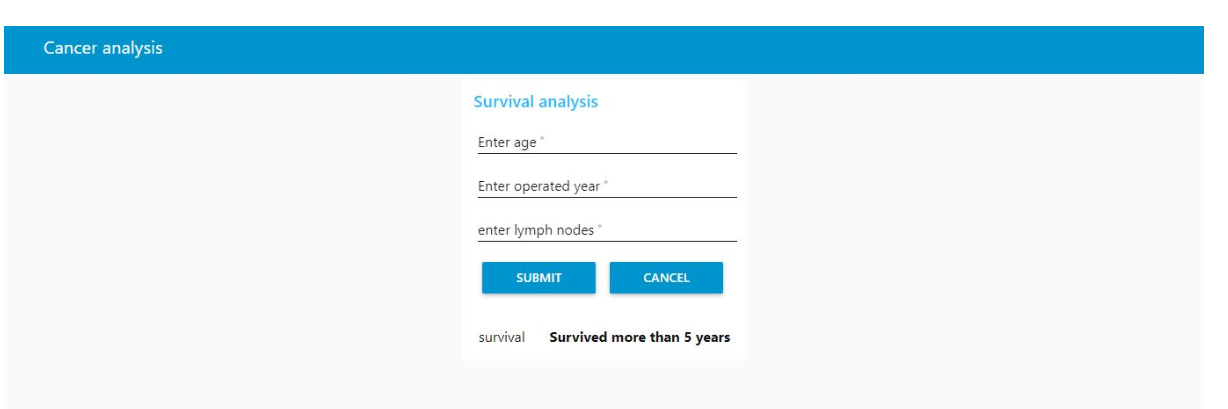 Cancer analysis
Survival analysis
Enter age *
Enter operated year *
enter lymph nodes *
SUBMIT CANCEL
survival Survived more than 5 years